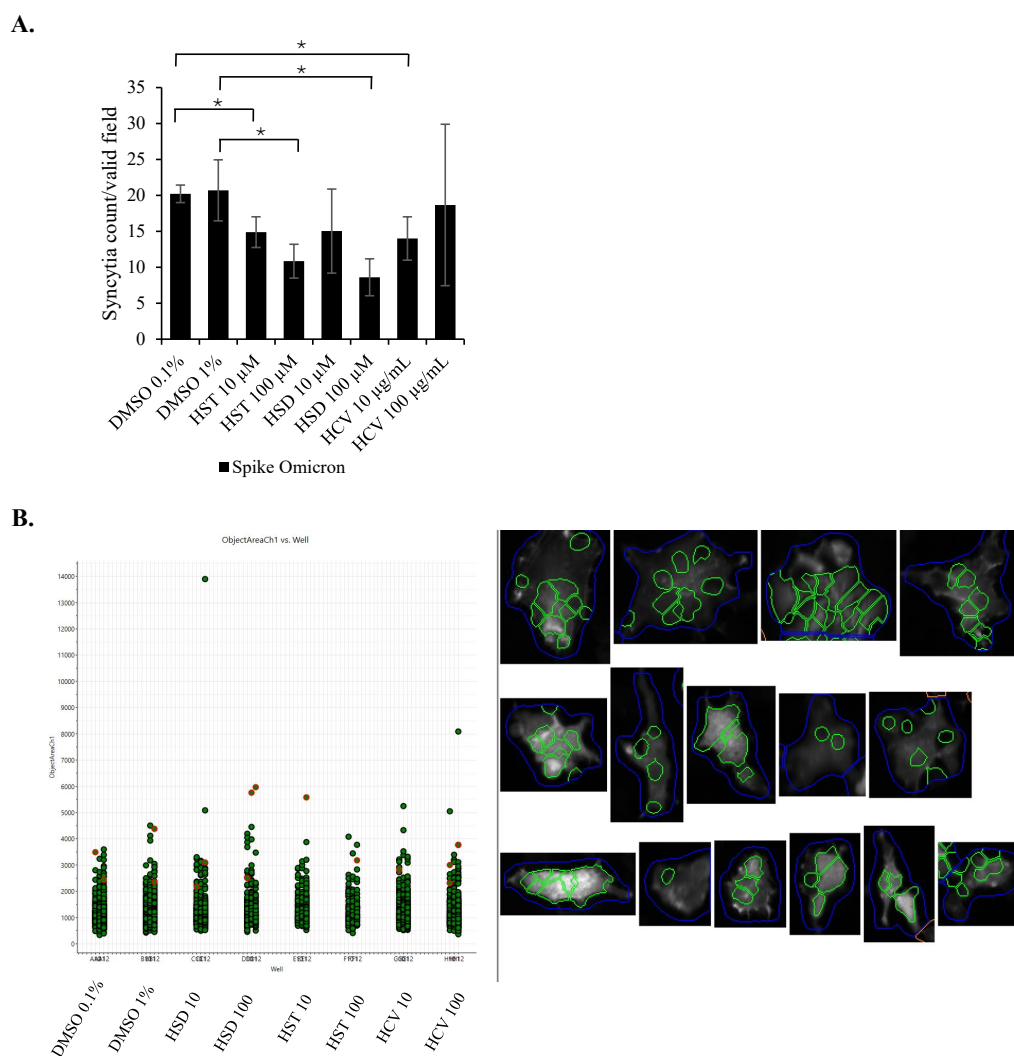 A.
*
*
*
*
35
30
25
20
15
10
5
0
Syncytia count/valid field
DMSO 0.1%
DMSO 1%
HST 10 µM
HST 100 µM
HSD 10 µM
HSD 100 µM
HCV 10 µg/mL
HCV 100 µg/mL
Spike Omicron
B.
ObjectAreaCh1 vs. Well
14000
13000
12000
11000
10000
9000
8000
7000
6000
5000
4000
3000
2000
1000
0
ObjectAreaCh1
Well
DMSO 0.1%
DMSO 1%
HSD 10
HSD 100
HST 10
HST 100
HCV 10
HCV 100